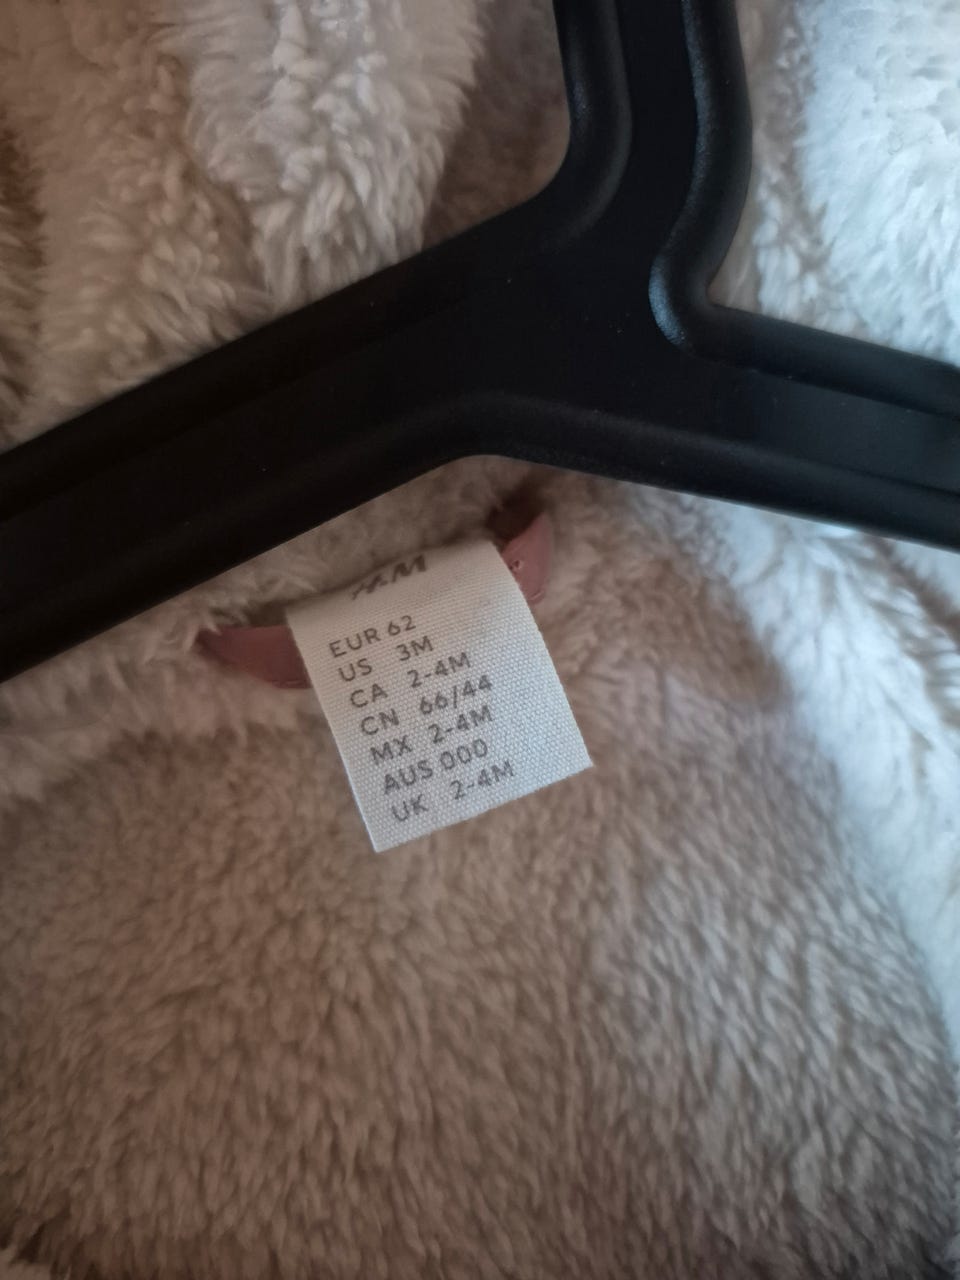 H&M
EUR 62
US 3M
CA 2-4M
CN 66/44
MX 2-4M
AUS 000
UK 2-4M